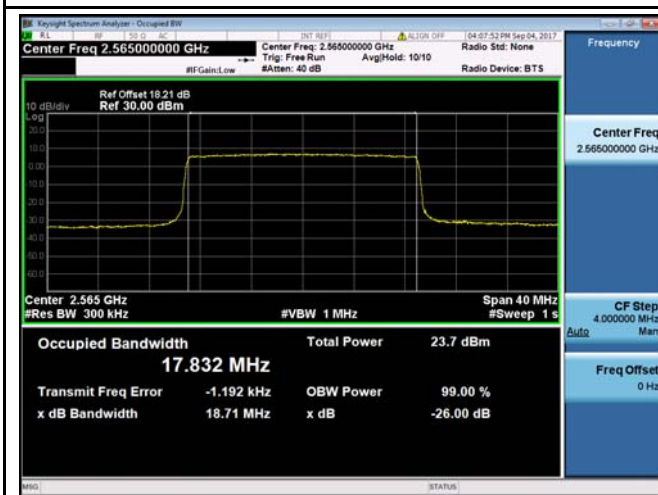 Keysight Spectrum Analyzer - Occupied BW
RL RF 50 Ω AC INT REF ALIGN OFF 04:07:52 PM Sep 04, 2017
Center Freq 2.565000000 GHz
Center Freq: 2.565000000 GHz Radio Std: None
Trig: Free Run Avg|Hold: 10/10
#IFGain:Low #Atten: 40 dB Radio Device: BTS
Ref Offset 18.21 dB
10 dB/div Ref 30.00 dBm
Log
20.0
10.0
0.00
10.0
20.0
30.0
40.0
50.0
60.0
Center 2.565 GHz Span 40 MHz
#Res BW 300 kHz #VBW 1 MHz #Sweep 1 s
Occupied Bandwidth Total Power 23.7 dBm
17.832 MHz
Transmit Freq Error -1.192 kHz OBW Power 99.00 %
x dB Bandwidth 18.71 MHz x dB -26.00 dB
MSG STATUS
Frequency
Center Freq
2.565000000 GHz
CF Step
4.000000 MHz
Auto Man
Freq Offset
0 Hz